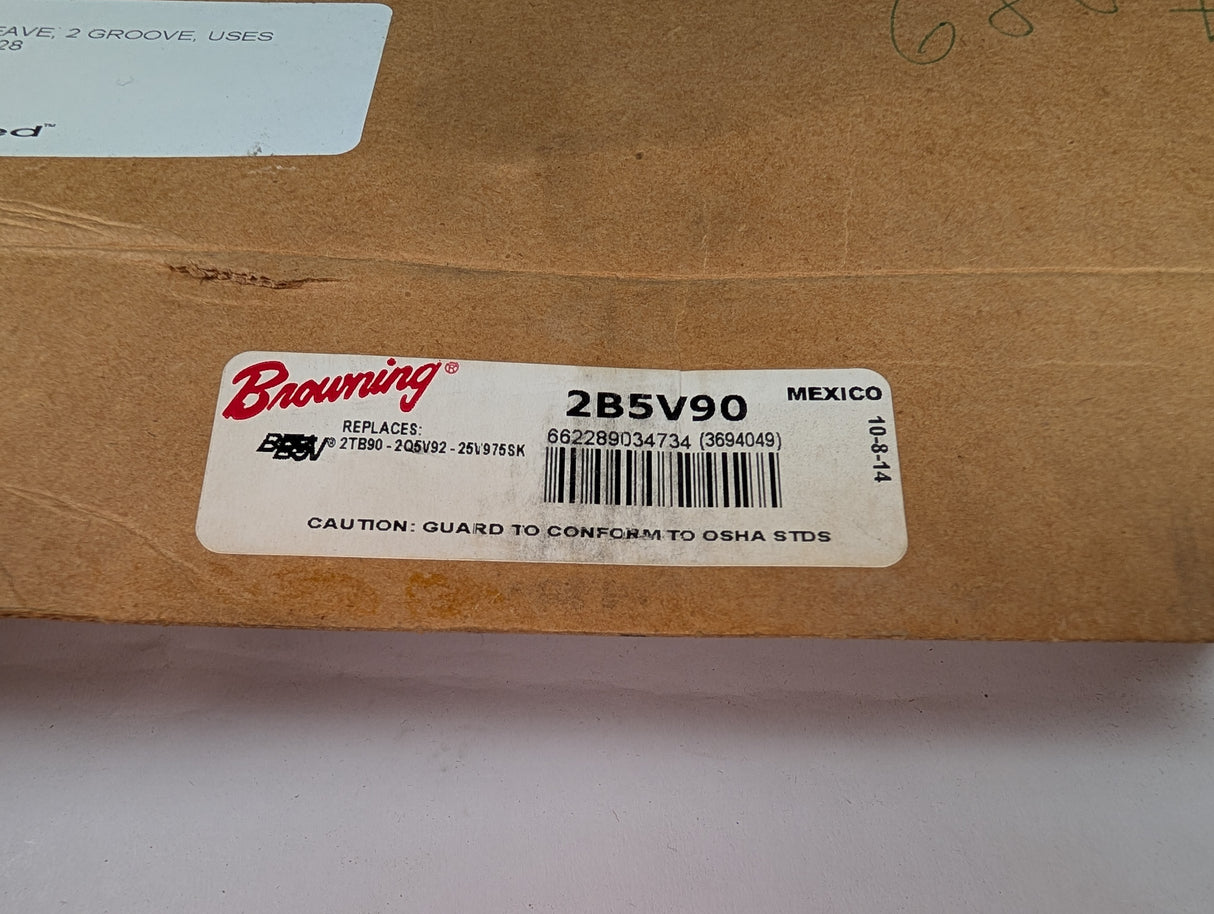 2 GROOVE, USES
28
Browning®
2B5V90
MEXICO
REPLACES:
® 2TB90 - 2Q5V92 - 25V975SK
662289034734 (3694049)
10-8-14
CAUTION: GUARD TO CONFORM TO OSHA STDS